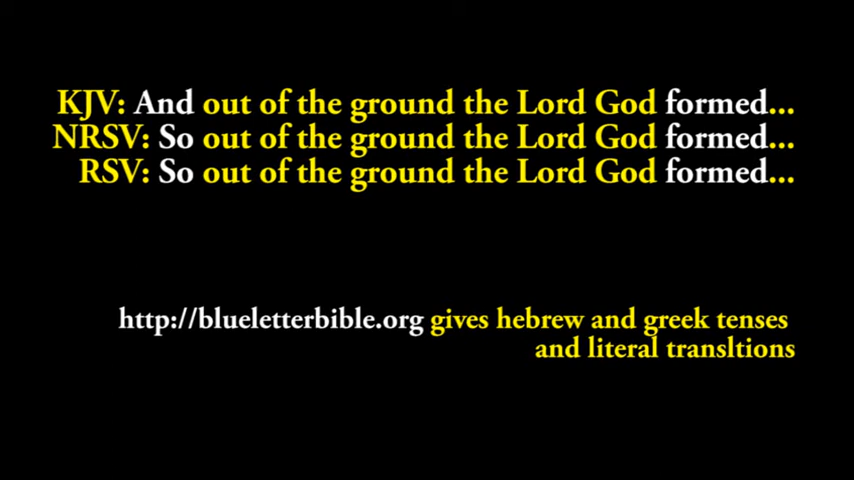 KJV: And out of the ground the Lord God formed...
NRSV: So out of the ground the Lord God formed...
RSV: So out of the ground the Lord God formed...
http://blueletterbible.org gives hebrew and greek tenses
and literal transltions